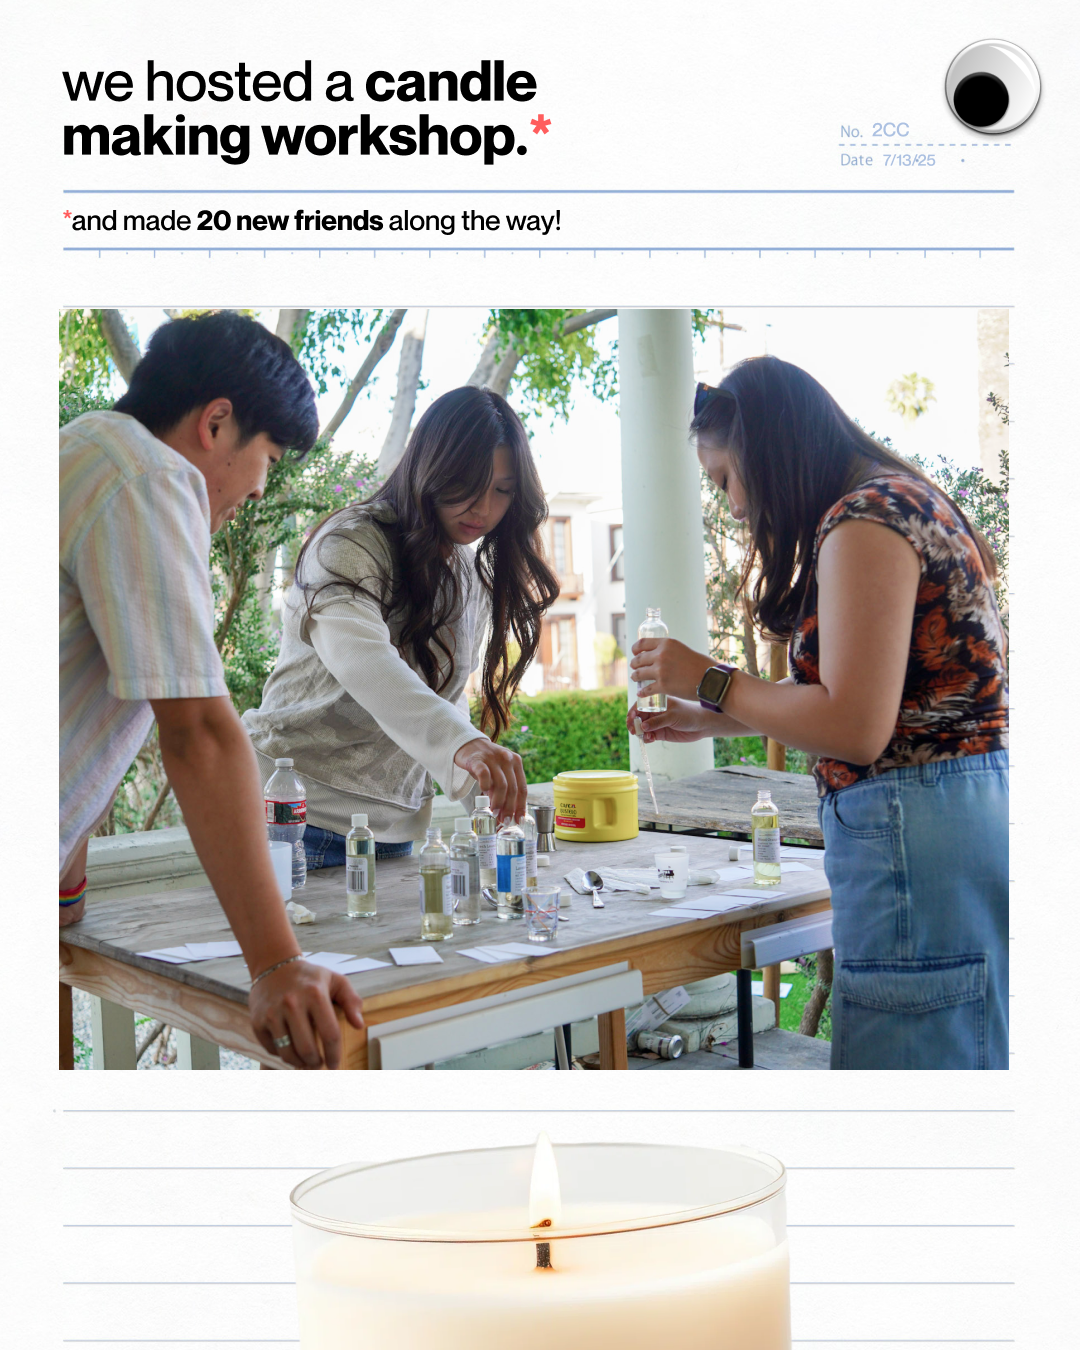 we hosted a candle
making workshop.*
No. 2CC
Date 7/13/25
*and made 20 new friends along the way!